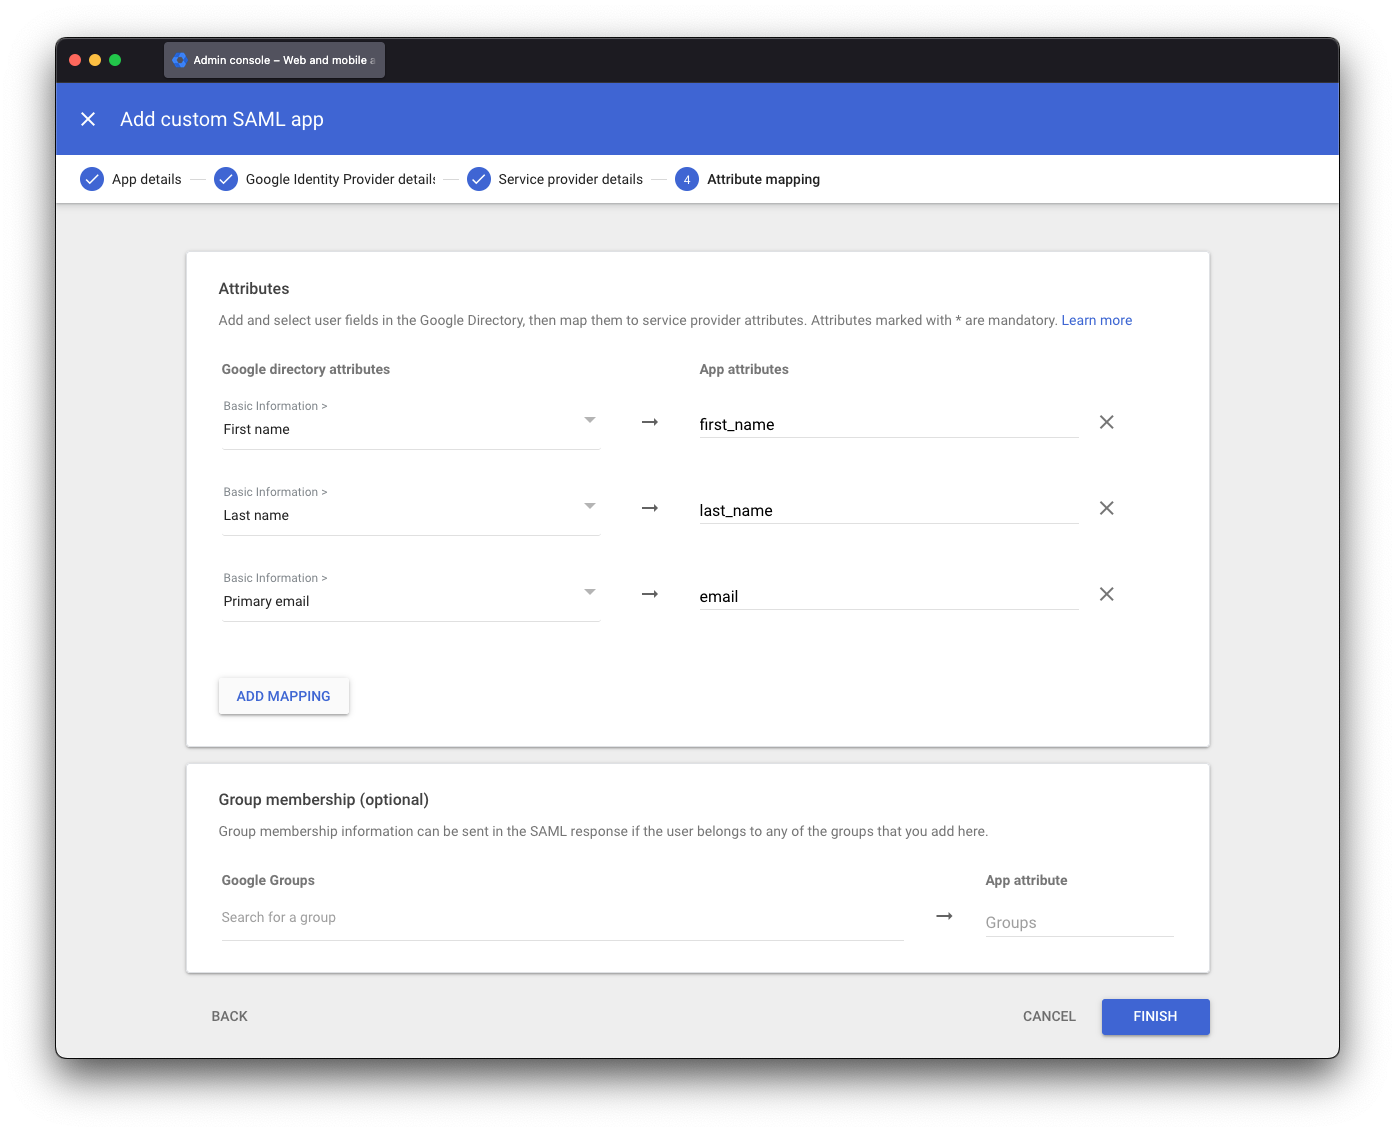 Admin console – Web and mobile a
Add custom SAML app
App details
Google Identity Provider details
Service provider details
4
Attribute mapping
Attributes
Add and select user fields in the Google Directory, then map them to service provider attributes. Attributes marked with * are mandatory. Learn more
Google directory attributes
App attributes
Basic Information >
First name
first_name
Basic Information >
Last name
last_name
Basic Information >
Primary email
email
ADD MAPPING
Group membership (optional)
Group membership information can be sent in the SAML response if the user belongs to any of the groups that you add here.
Google Groups
App attribute
Search for a group
Groups
BACK
CANCEL
FINISH